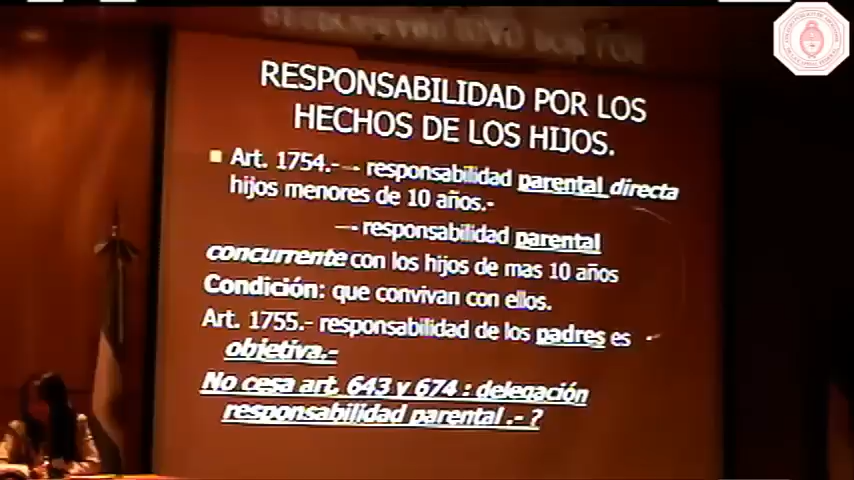 RESPONSABILIDAD POR LOS
HECHOS DE LOS HIJOS.
Art. 1754.- → responsabilidad parental directa
hijos menores de 10 años.-
→ responsabilidad parental
concurrente con los hijos de mas 10 años
Condición: que convivan con ellos.
Art. 1755.- responsabilidad de los padres es
objetiva.-
No cesa art. 643 y 674 : delegación
responsabilidad parental .- ?